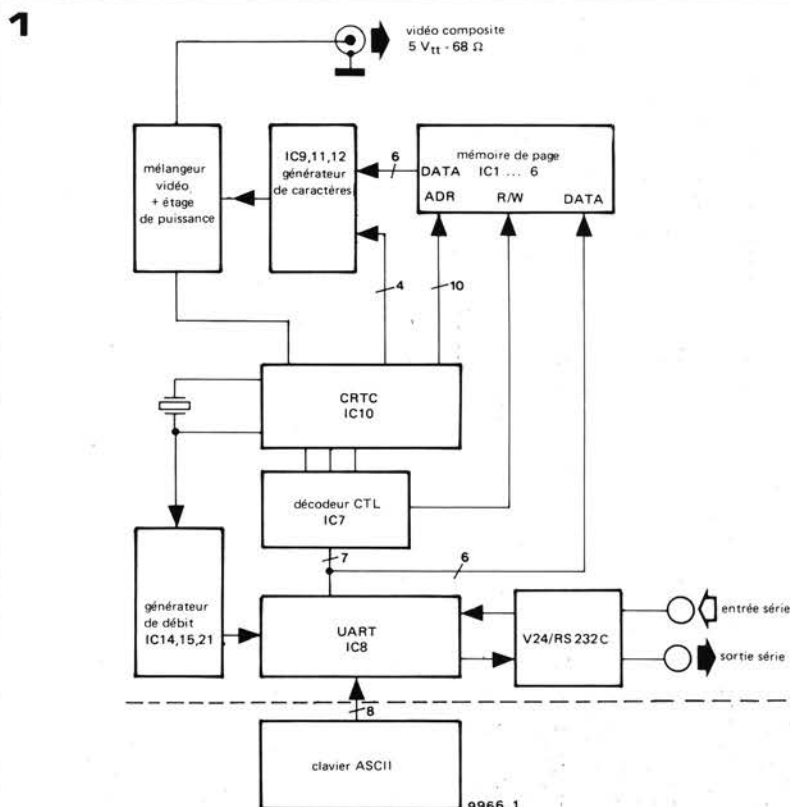 1
vidéo composite
5 Vtt - 68 Ω
mélangeur
vidéo
+ étage
de puissance
IC9,11,12
générateur
de caractères
6
mémoire de page
IC1 ... 6
DATA
ADR R/W DATA
4
10
CRTC
IC10
décodeur CTL
IC7
7
6
générateur
de débit
IC14,15,21
UART
IC8
V24/RS 232C
entrée série
sortie série
8
clavier ASCII
9966 1